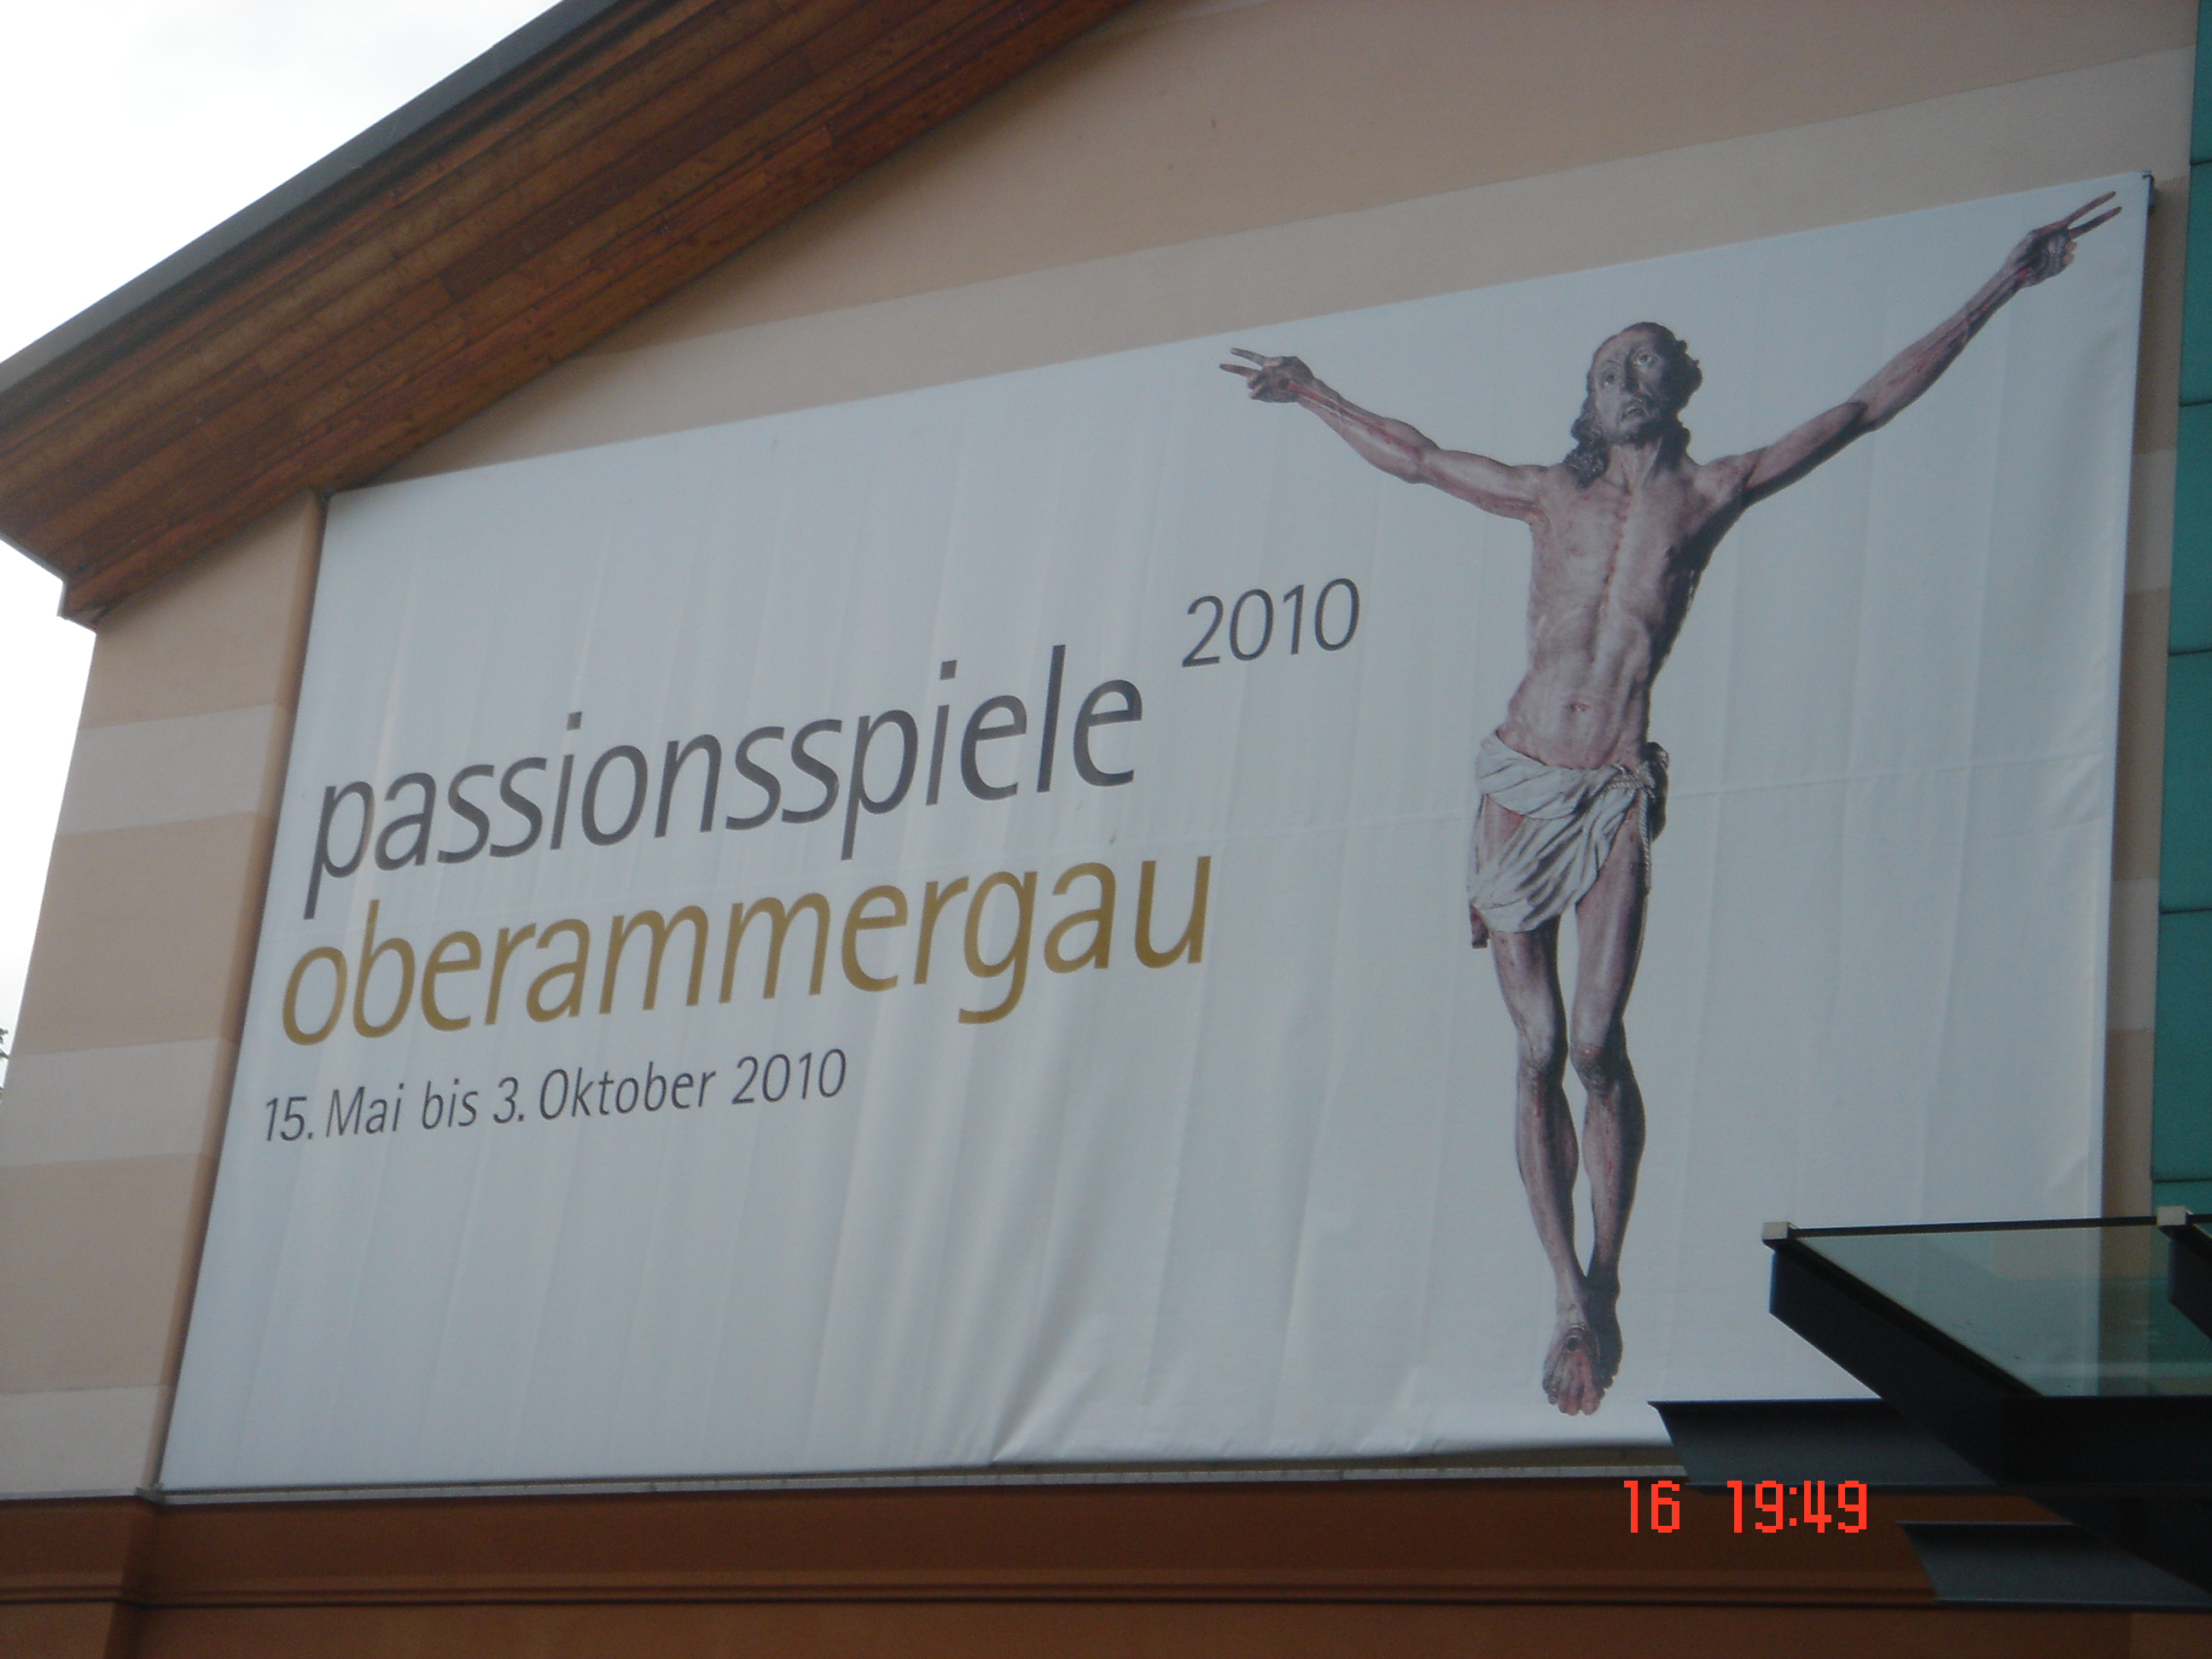 passionsspiele 2010
oberammergau
15. Mai bis 3. Oktober 2010
16 19:49